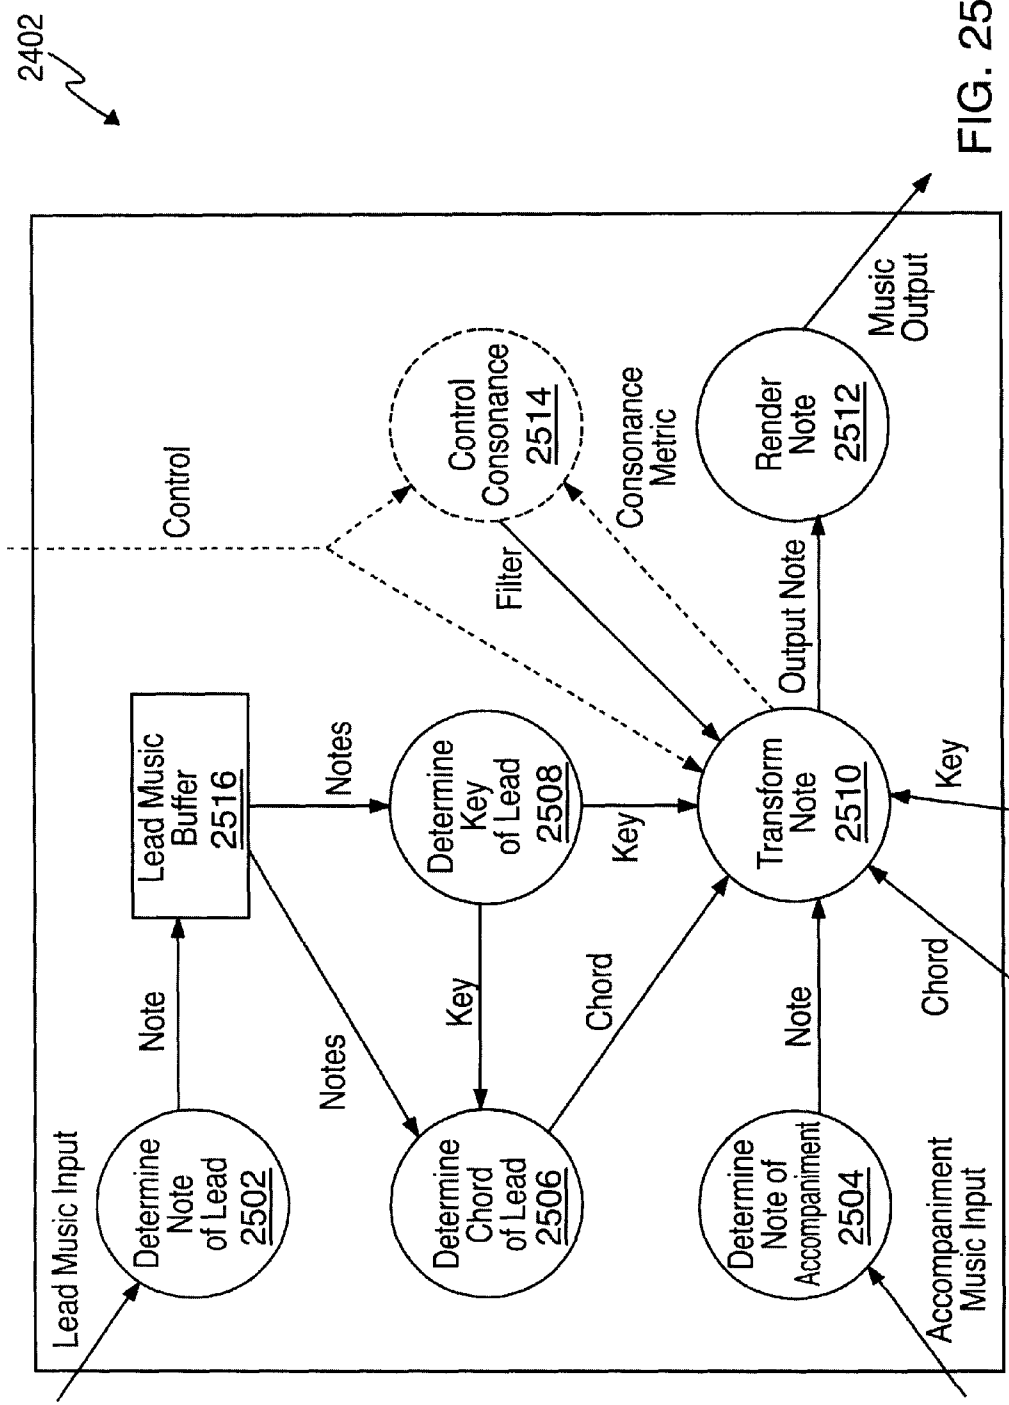 2402
Lead Music Input
Determine
Note
of Lead
2502
Note
Lead Music
Buffer
2516
Control
Notes
Notes
Determine
Chord
of Lead
2506
Key
Determine
Key
of Lead
2508
Filter
Control
Consonance
2514
Chord
Key
Consonance
Metric
Determine
Note of
Accompaniment
2504
Note
Transform
Note
2510
Output Note
Render
Note
2512
Accompaniment
Music Input
Chord
Key
Music
Output
FIG. 25